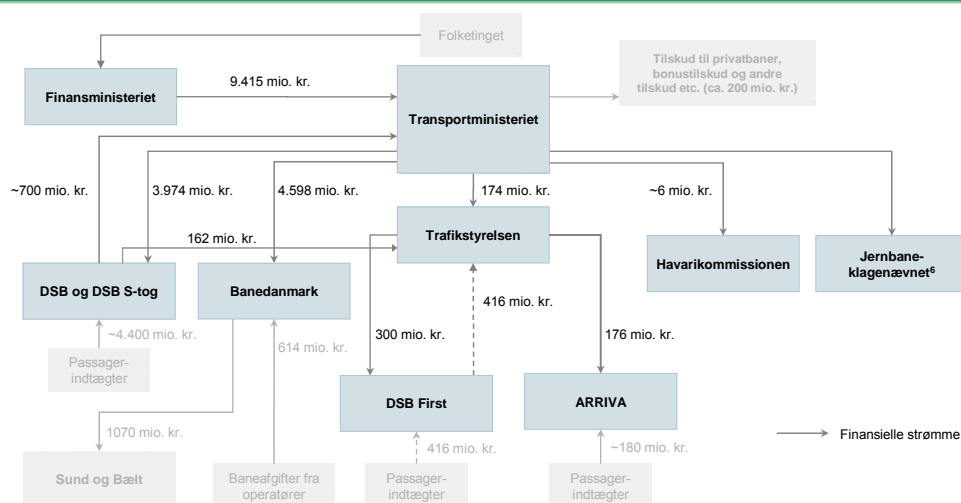 Folketinget
Finansministeriet
9.415 mio. kr.
Transportministeriet
Tilskud til privatbaner,
bonustilskud og andre
tilskud etc. (ca. 200 mio. kr.)
~700 mio. kr.
3.974 mio. kr.
4.598 mio. kr.
174 mio. kr.
~6 mio. kr.
162 mio. kr.
Trafikstyrelsen
Havarikommissionen
Jernbane-
klagenævnet⁶
DSB og DSB S-tog
Banedanmark
416 mio. kr.
~4.400 mio. kr.
614 mio. kr.
300 mio. kr.
176 mio. kr.
Passager-
indtægter
DSB First
ARRIVA
1070 mio. kr.
416 mio. kr.
~180 mio. kr.
Finansielle strømme
Sund og Bælt
Baneafgifter fra
operatører
Passager-
indtægter
Passager-
indtægter